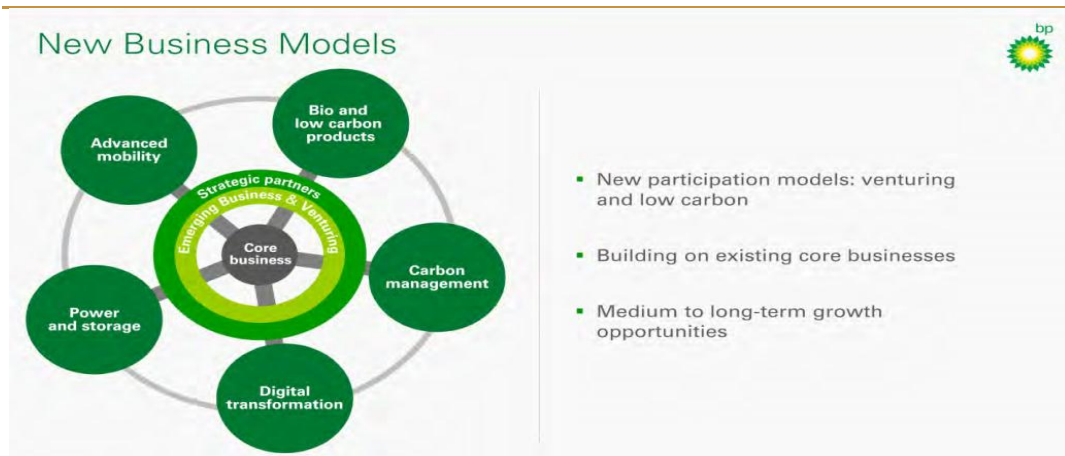 New Business Models
bp
Advanced
mobility
Bio and
low carbon
products
Strategic partners
Emerging Business & Venturing
Core
business
Carbon
management
Power
and storage
Digital
transformation
▪ New participation models: venturing
and low carbon
▪ Building on existing core businesses
▪ Medium to long-term growth
opportunities